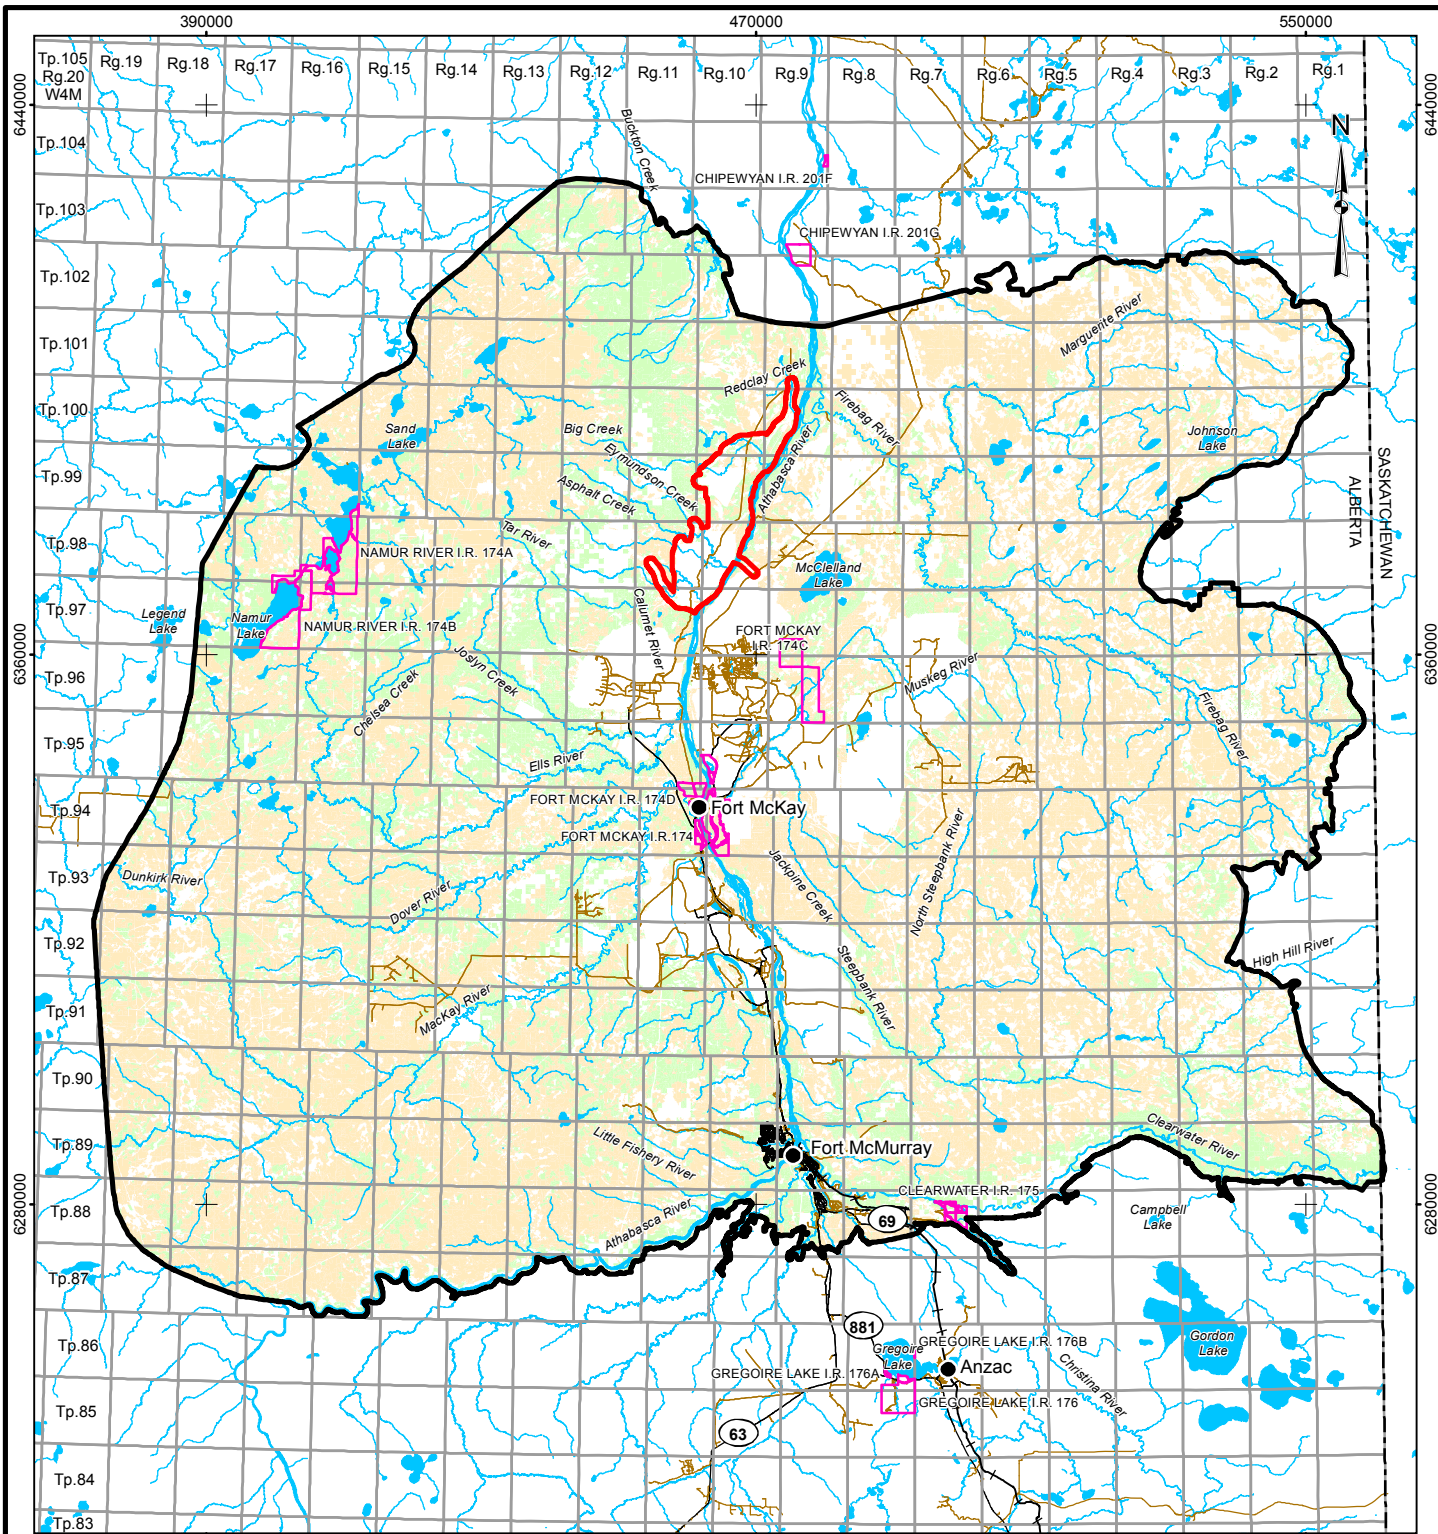 390000
470000
550000
Tp.105
Rg.20
W4M
Rg.19
Rg.18
Rg.17
Rg.16
Rg.15
Rg.14
Rg.13
Rg.12
Rg.11
Rg.10
Rg.9
Rg.8
Rg.7
Rg.6
Rg.5
Rg.4
Rg.3
Rg.2
Rg.1
6440000
6440000
N
Tp.104
Buckton Creek
CHIPEWYAN I.R. 201F
Tp.103
CHIPEWYAN I.R. 201G
Tp.102
Marguerite River
Tp.101
Redclay Creek
Tp.100
Firebag River
Sand
Lake
Big Creek
Johnson
Lake
Athabasca River
Eymundson Creek
Tp.99
Asphalt Creek
SASKATCHEWAN
ALBERTA
Tar River
Tp.98
NAMUR RIVER I.R. 174A
McClelland
Lake
Tp.97
Legend
Lake
Namur
Lake
NAMUR RIVER I.R. 174B
Calumet River
FORT MCKAY
I.R. 174C
6360000
6360000
Joslyn Creek
Tp.96
Muskeg River
Chelsea Creek
Firebag River
Tp.95
Ells River
FORT MCKAY I.R. 174D
Fort McKay
Tp.94
FORT MCKAY I.R.174
North Steepbank River
Jackpine Creek
Tp.93
Dunkirk River
Dover River
Tp.92
High Hill River
Steepbank River
Tp.91
MacKay River
Tp.90
Tp.89
Little Fishery River
Fort McMurray
Clearwater River
6280000
6280000
CLEARWATER I.R. 175
Tp.88
69
Athabasca River
Campbell
Lake
Tp.87
881
Tp.86
GREGOIRE LAKE I.R. 176B
Gordon
Lake
Gregoire
Lake
Anzac
GREGOIRE LAKE I.R. 176A
Christina River
Tp.85
GREGOIRE LAKE I.R. 176
63
Tp.84
Tp.83